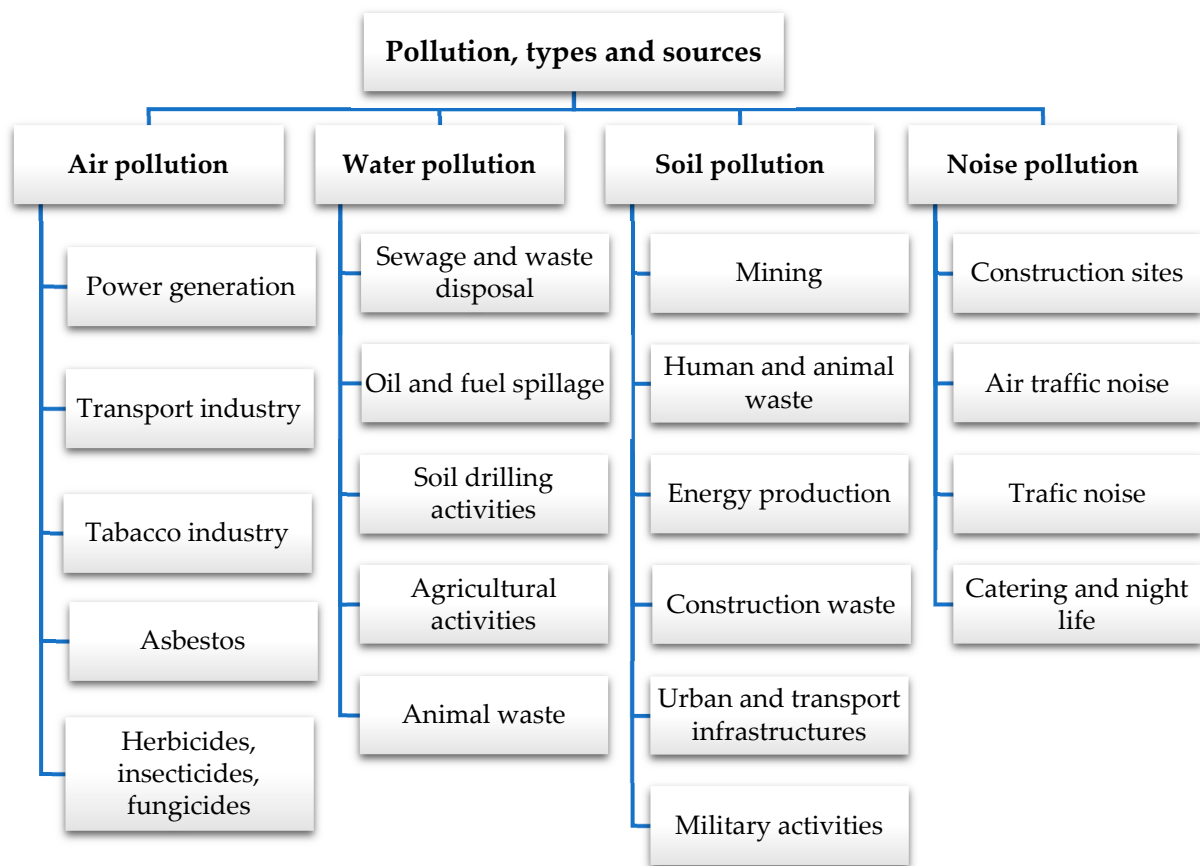 Pollution, types and sources
Air pollution
Power generation
Transport industry
Tabacco industry
Asbestos
Herbicides,
insecticides,
fungicides
Water pollution
Sewage and waste
disposal
Oil and fuel spillage
Soil drilling
activities
Agricultural
activities
Animal waste
Soil pollution
Mining
Human and animal
waste
Energy production
Construction waste
Urban and transport
infrastructures
Military activities
Noise pollution
Construction sites
Air traffic noise
Trafic noise
Catering and night
life